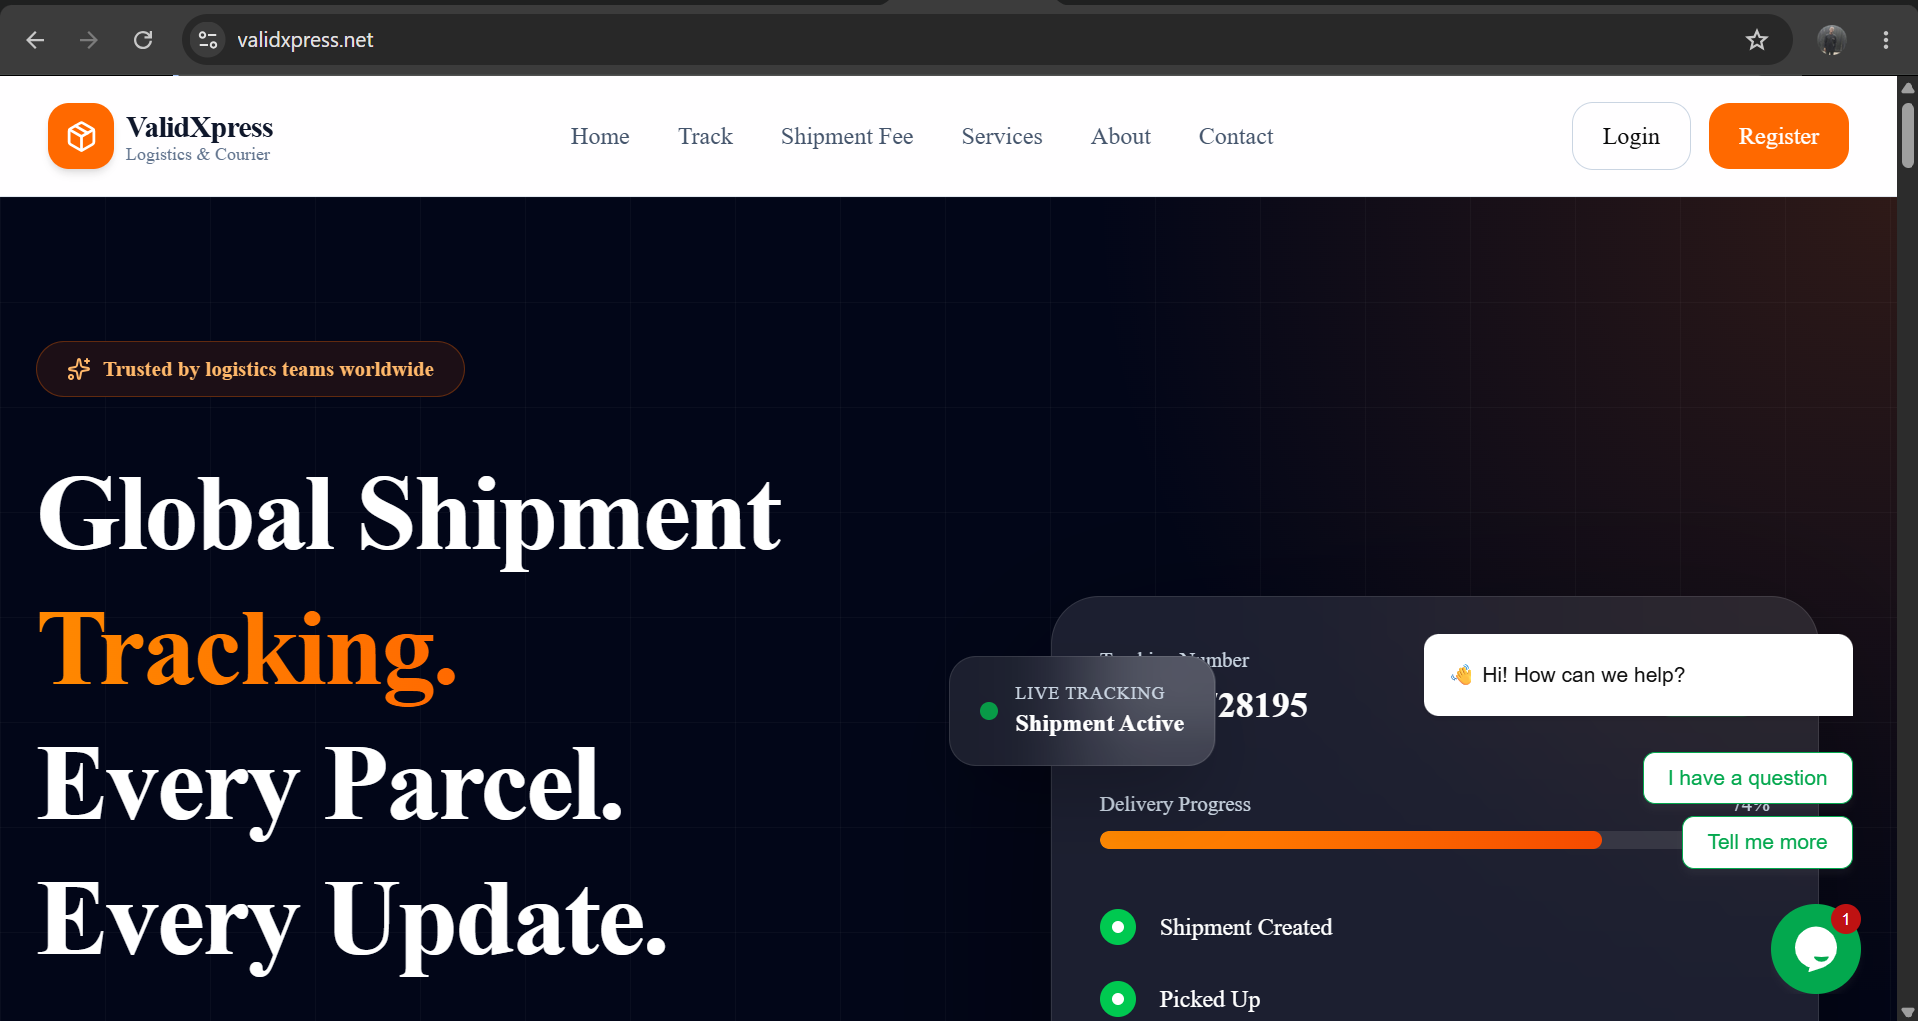 validxpress.net
ValidXpress
Logistics & Courier
Home
Track
Shipment Fee
Services
About
Contact
Login
Register
Trusted by logistics teams worldwide
Global Shipment
Tracking.
Every Parcel.
Every Update.
Number
28195
LIVE TRACKING
Shipment Active
Delivery Progress
74%
Shipment Created
Picked Up
👋 Hi! How can we help?
I have a question
Tell me more
1